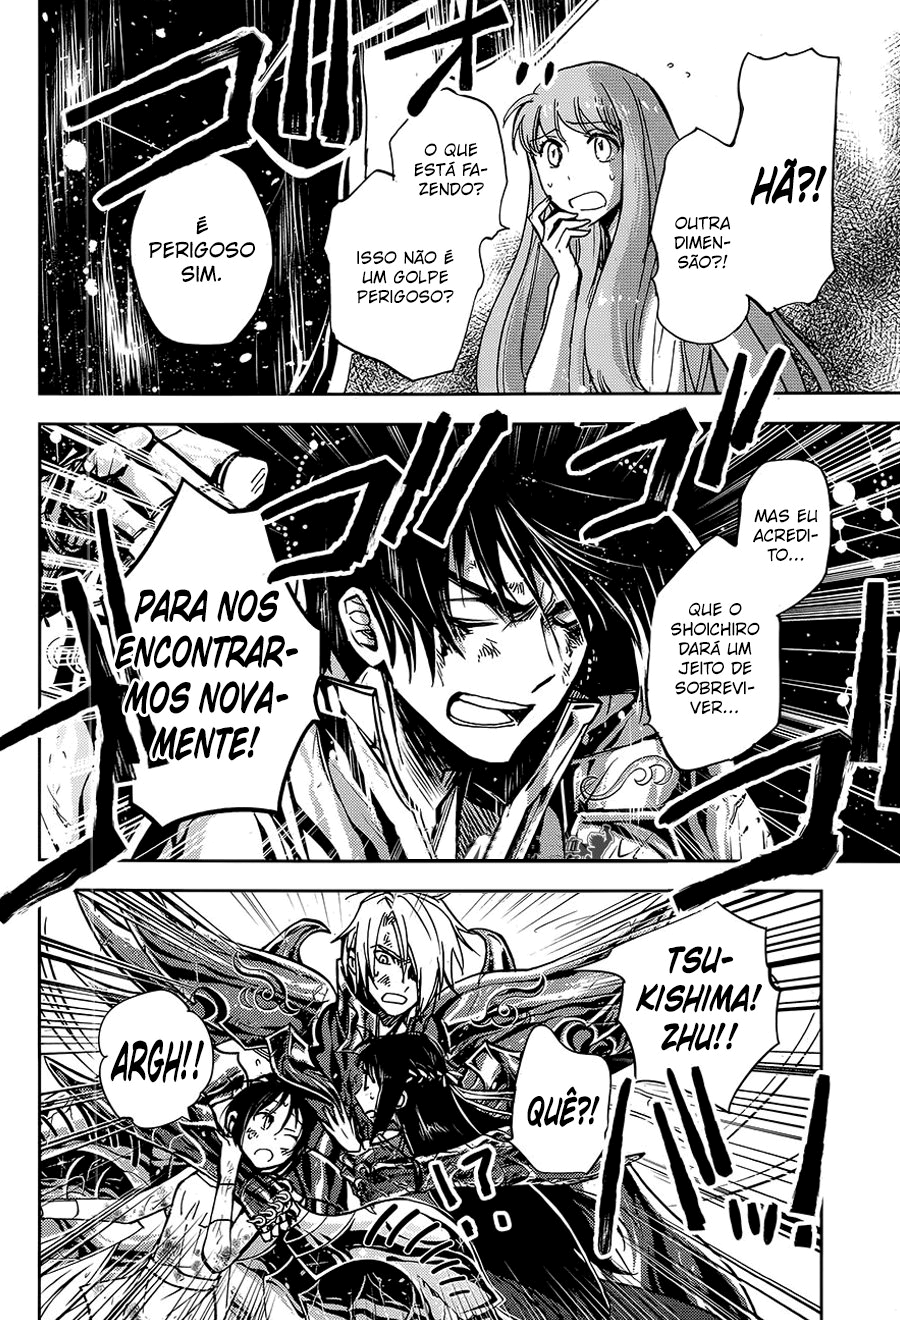 HÃ?!
OUTRA
DIMEN-
SÃO?!
O QUE
ESTÁ FA-
ZENDO?
ISSO NÃO É
UM GOLPE
PERIGOSO?
É
PERIGOSO
SIM.
MAS EU
ACREDI-
TO...
QUE O
SHOICHIRO
DARÁ UM
JEITO DE
SOBREVI-
VER...
PARA NOS
ENCONTRAR-
MOS NOVA-
MENTE!
TSU-
KISHIMA!
ZHU!!
QUÊ?!
ARGH!!
!?